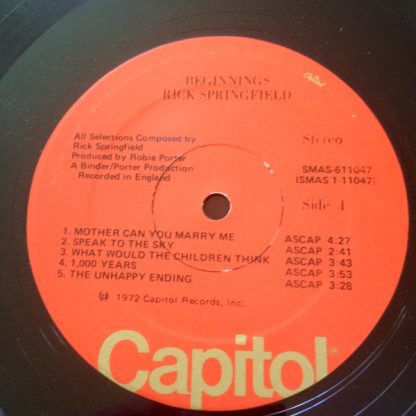 Capitol
BEGINNINGS
RICK SPRINGFIELD
All Selections Composed by
Rick Springfield
Produced by Robie Porter
A Binder/Porter Production
Recorded in England
Stereo
SMAS-511047
(SMAS 1-11047)
Side 1
1. MOTHER CAN YOU MARRY ME ASCAP 4:27
2. SPEAK TO THE SKY ASCAP 2:41
3. WHAT WOULD THE CHILDREN THINK ASCAP 3:43
4. 1,000 YEARS ASCAP 3:53
5. THE UNHAPPY ENDING ASCAP 3:28
℗ 1972 Capitol Records, Inc.
Capitol®